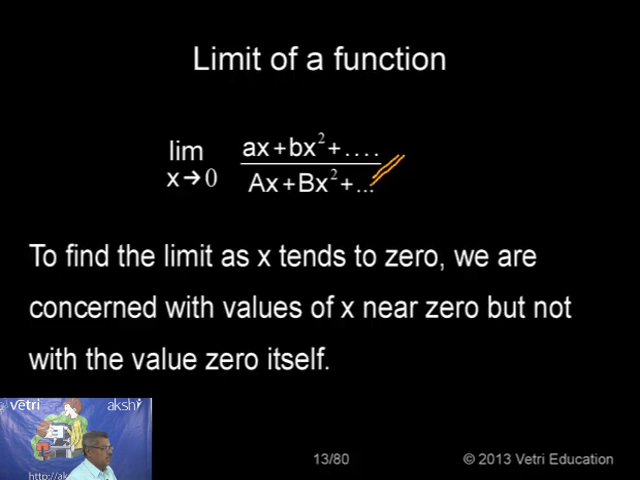 Limit of a function
lim ax+bx²+....
x→0 Ax+Bx²+...
To find the limit as x tends to zero, we are
concerned with values of x near zero but not
with the value zero itself.
vetri akshi
http://ak
13/80 © 2013 Vetri Education